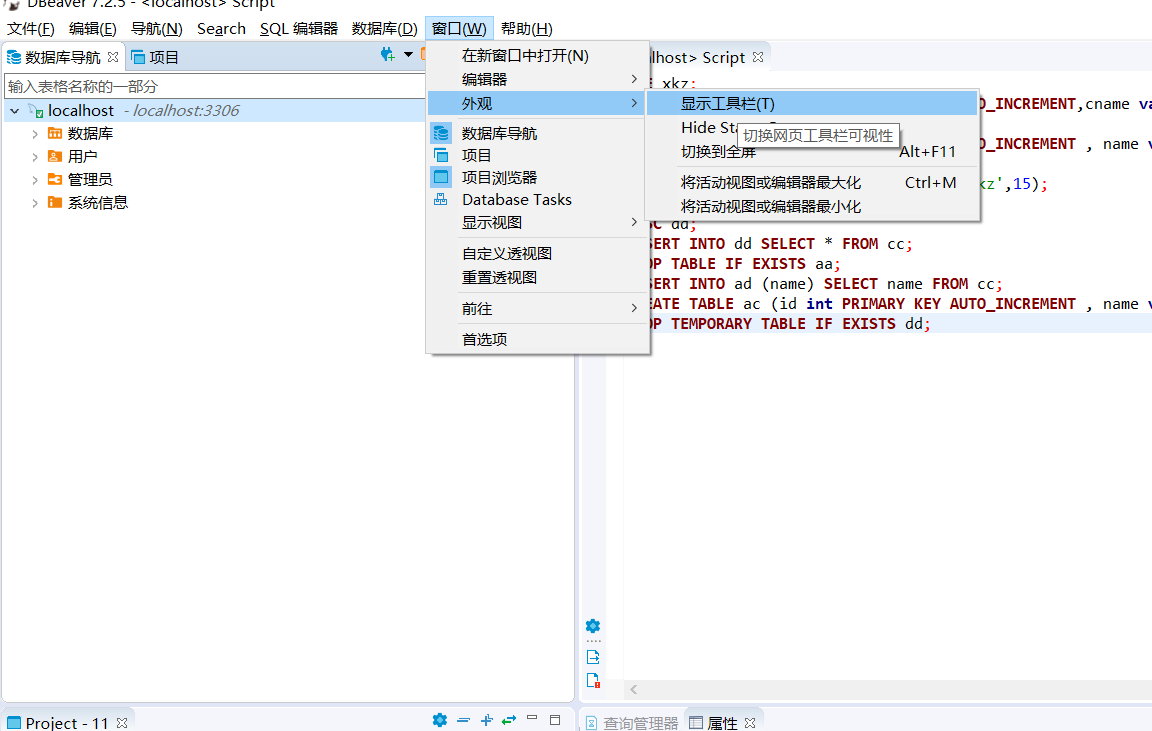 DBeaver 7.2.5 - <localhost> Script
文件(F) 编辑(E) 导航(N) Search SQL 编辑器 数据库(D) 窗口(W) 帮助(H)
数据库导航 项目
输入表格名称的一部分
localhost - localhost:3306
数据库
用户
管理员
系统信息
在新窗口中打开(N)
编辑器
外观
数据库导航
项目
项目浏览器
Database Tasks
显示视图
自定义透视图
重置透视图
前往
首选项
显示工具栏(T)
Hide
切换网页工具栏可视性
切换到全屏 Alt+F11
将活动视图或编辑器最大化 Ctrl+M
将活动视图或编辑器最小化
lhost> Script
xkz;
O_INCREMENT,cname va
O_INCREMENT , name v
kz',15);
dd;
SERT INTO dd SELECT * FROM cc;
OP TABLE IF EXISTS aa;
SERT INTO ad (name) SELECT name FROM cc;
EATE TABLE ac (id int PRIMARY KEY AUTO_INCREMENT , name v
OP TEMPORARY TABLE IF EXISTS dd;
Project - 11
查询管理器 属性